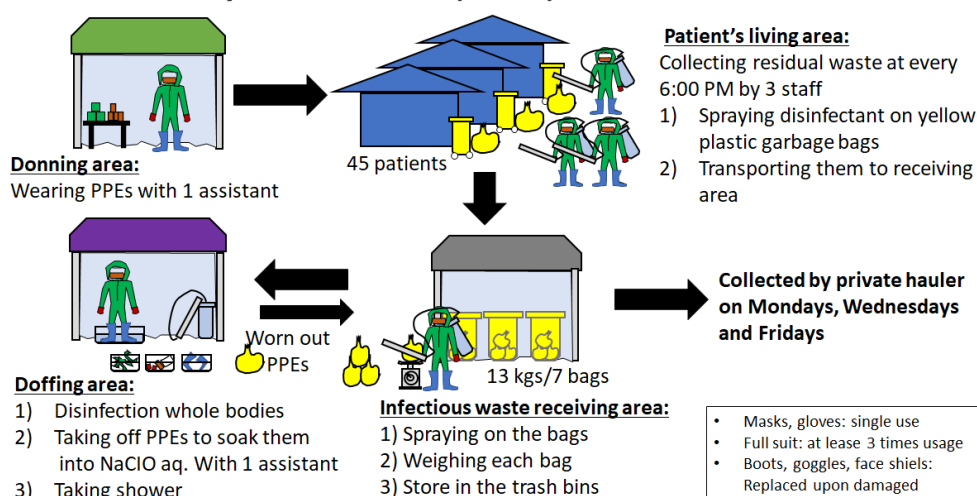 Patient's living area:
Collecting residual waste at every
6:00 PM by 3 staff
1) Spraying disinfectant on yellow
plastic garbage bags
2) Transporting them to receiving
area
45 patients
Donning area:
Wearing PPEs with 1 assistant
Collected by private hauler
on Mondays, Wednesdays
and Fridays
Worn out
PPEs
13 kgs/7 bags
Doffing area:
1) Disinfection whole bodies
2) Taking off PPEs to soak them
into NaClO aq. With 1 assistant
3) Taking shower
Infectious waste receiving area:
1) Spraying on the bags
2) Weighing each bag
3) Store in the trash bins
• Masks, gloves: single use
• Full suit: at lease 3 times usage
• Boots, goggles, face shiels:
Replaced upon damaged